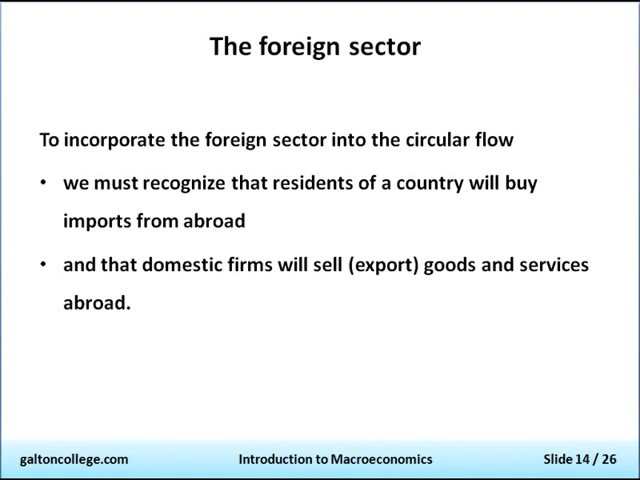 The foreign sector
To incorporate the foreign sector into the circular flow
• we must recognize that residents of a country will buy
imports from abroad
• and that domestic firms will sell (export) goods and services
abroad.
galtoncollege.com Introduction to Macroeconomics Slide 14 / 26